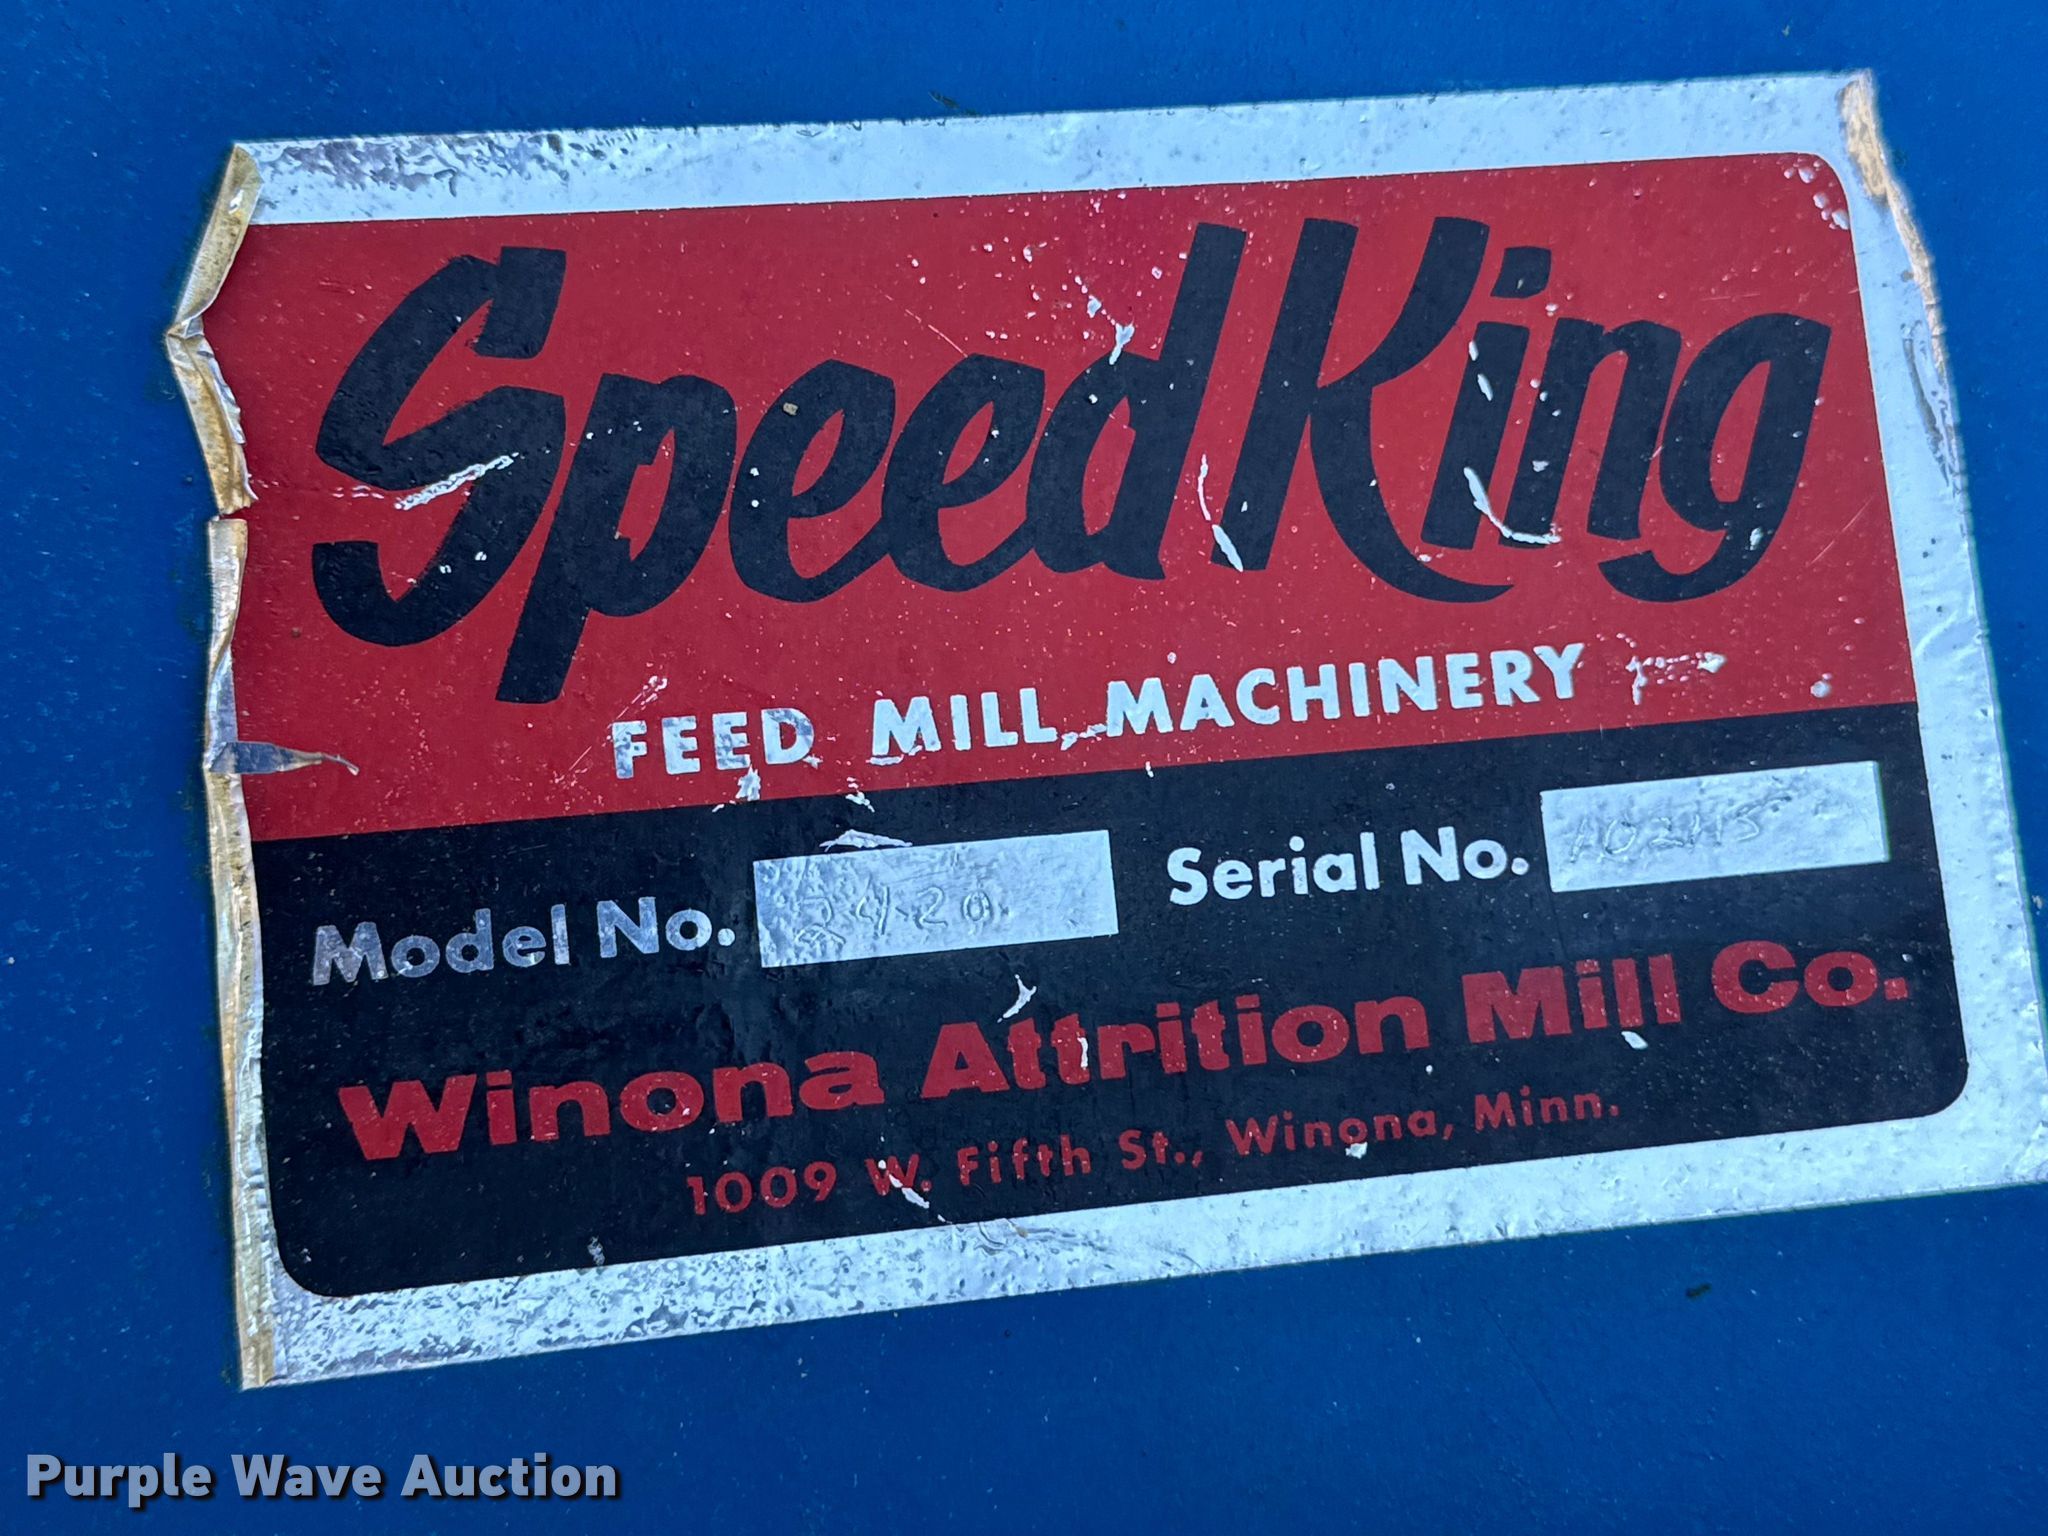 SpeedKing
FEED MILL MACHINERY
Model No. 2420 Serial No.
Winona Attrition Mill Co.
1009 W. Fifth St., Winona, Minn.
Purple Wave Auction